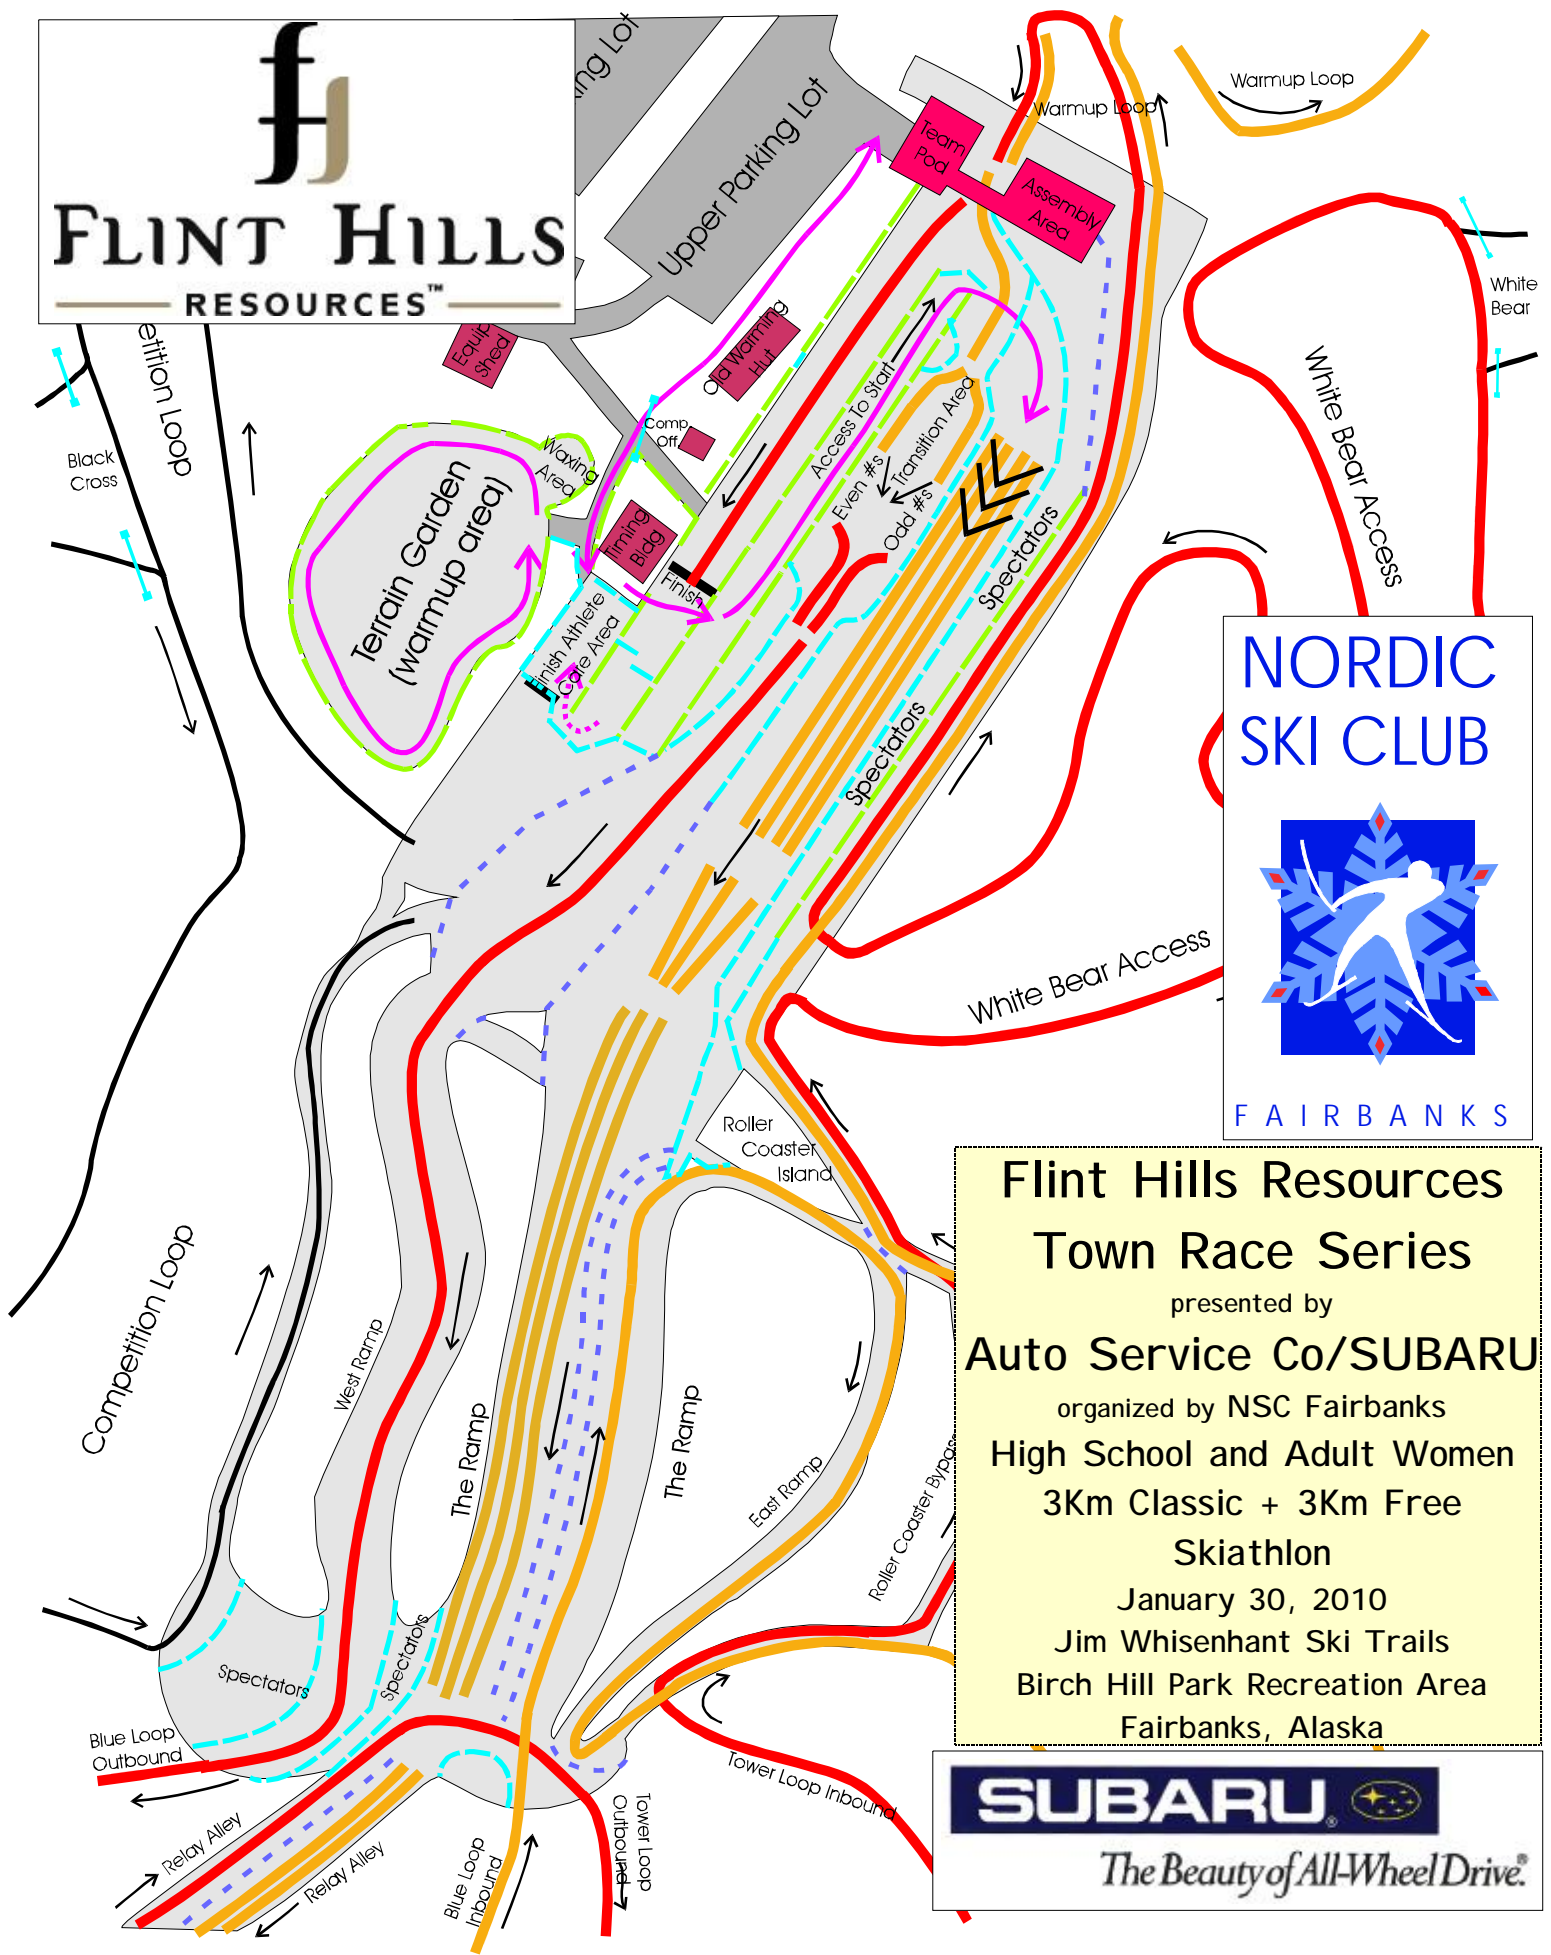 FLINT HILLS
RESOURCES™
ing Lot
Upper Parking Lot
Team
Pod
Assembly
Area
Warmup Loop
Warmup Loop
White
Bear
White Bear Access
etition Loop
Equip
Shed
Old Warming
Hut
Comp
Off.
Black
Cross
Waxing
Area
Terrain Garden
(warmup area)
Timing
Bldg
Finish
Finish Athlete
Care Area
Access To Start
Transition Area
Even #s
Odd #s
Spectators
Spectators
NORDIC
SKI CLUB
FAIRBANKS
White Bear Access
Roller
Coaster
Island
Competition Loop
West Ramp
The Ramp
The Ramp
East Ramp
Roller Coaster Bypas
Spectators
Spectators
Blue Loop
Outbound
Relay Alley
Relay Alley
Blue Loop
Inbound
Tower Loop
Outbound
Tower Loop Inbound
Flint Hills Resources
Town Race Series
presented by
Auto Service Co/SUBARU
organized by NSC Fairbanks
High School and Adult Women
3Km Classic + 3Km Free
Skiathlon
January 30, 2010
Jim Whisenhant Ski Trails
Birch Hill Park Recreation Area
Fairbanks, Alaska
SUBARU®
The Beauty of All-Wheel Drive.®